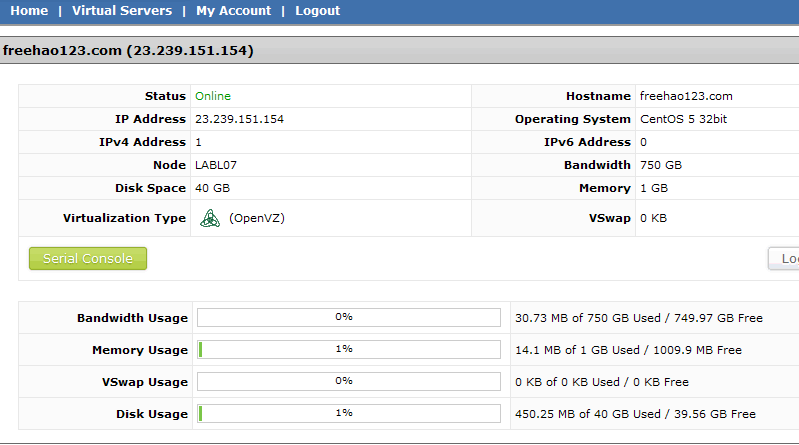 Home | Virtual Servers | My Account | Logout
freehao123.com (23.239.151.154)
Status Online Hostname freehao123.com
IP Address 23.239.151.154 Operating System CentOS 5 32bit
IPv4 Address 1 IPv6 Address 0
Node LABL07 Bandwidth 750 GB
Disk Space 40 GB Memory 1 GB
Virtualization Type (OpenVZ) VSwap 0 KB
Serial Console
Bandwidth Usage 0% 30.73 MB of 750 GB Used / 749.97 GB Free
Memory Usage 1% 14.1 MB of 1 GB Used / 1009.9 MB Free
VSwap Usage 0% 0 KB of 0 KB Used / 0 KB Free
Disk Usage 1% 450.25 MB of 40 GB Used / 39.56 GB Free